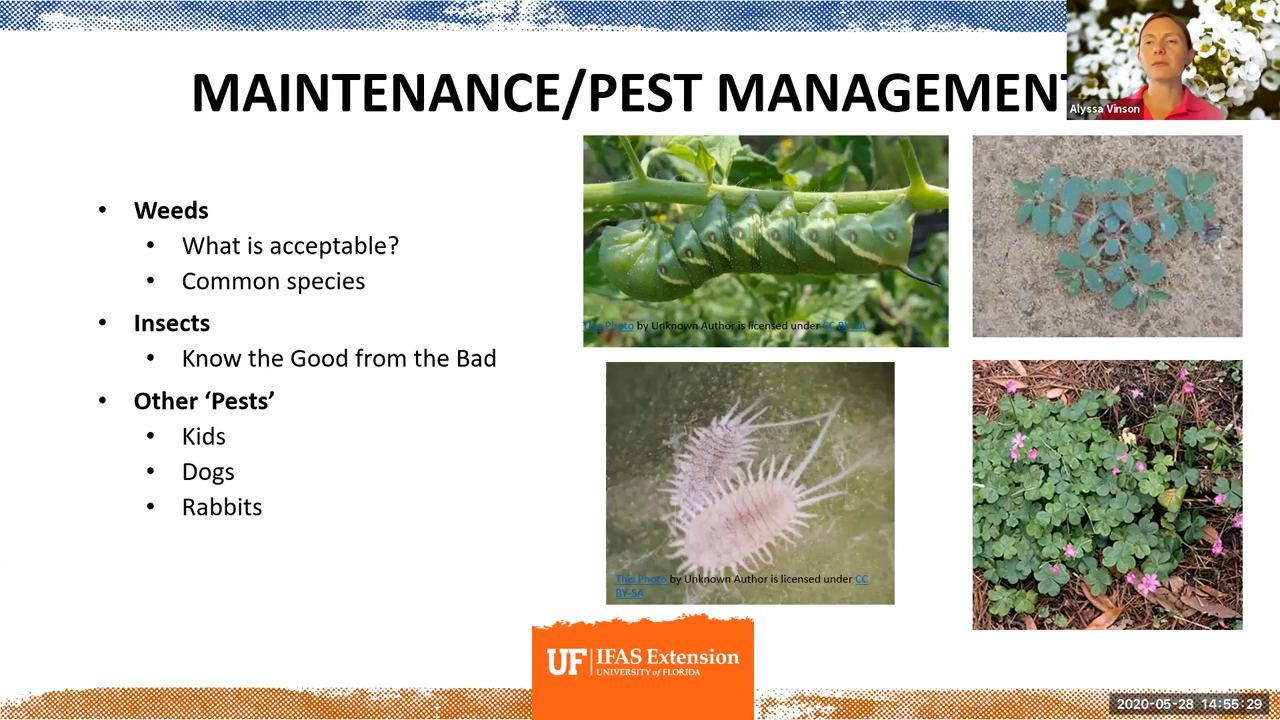 MAINTENANCE/PEST MANAGEMENT
Alyssa Vinson
• Weeds
• What is acceptable?
• Common species
• Insects
• Know the Good from the Bad
• Other ‘Pests’
• Kids
• Dogs
• Rabbits
This Photo by Unknown Author is licensed under CC BY-SA
This Photo by Unknown Author is licensed under CC
BY-SA
UF IFAS Extension
UNIVERSITY of FLORIDA
2020-05-28 14:55:29